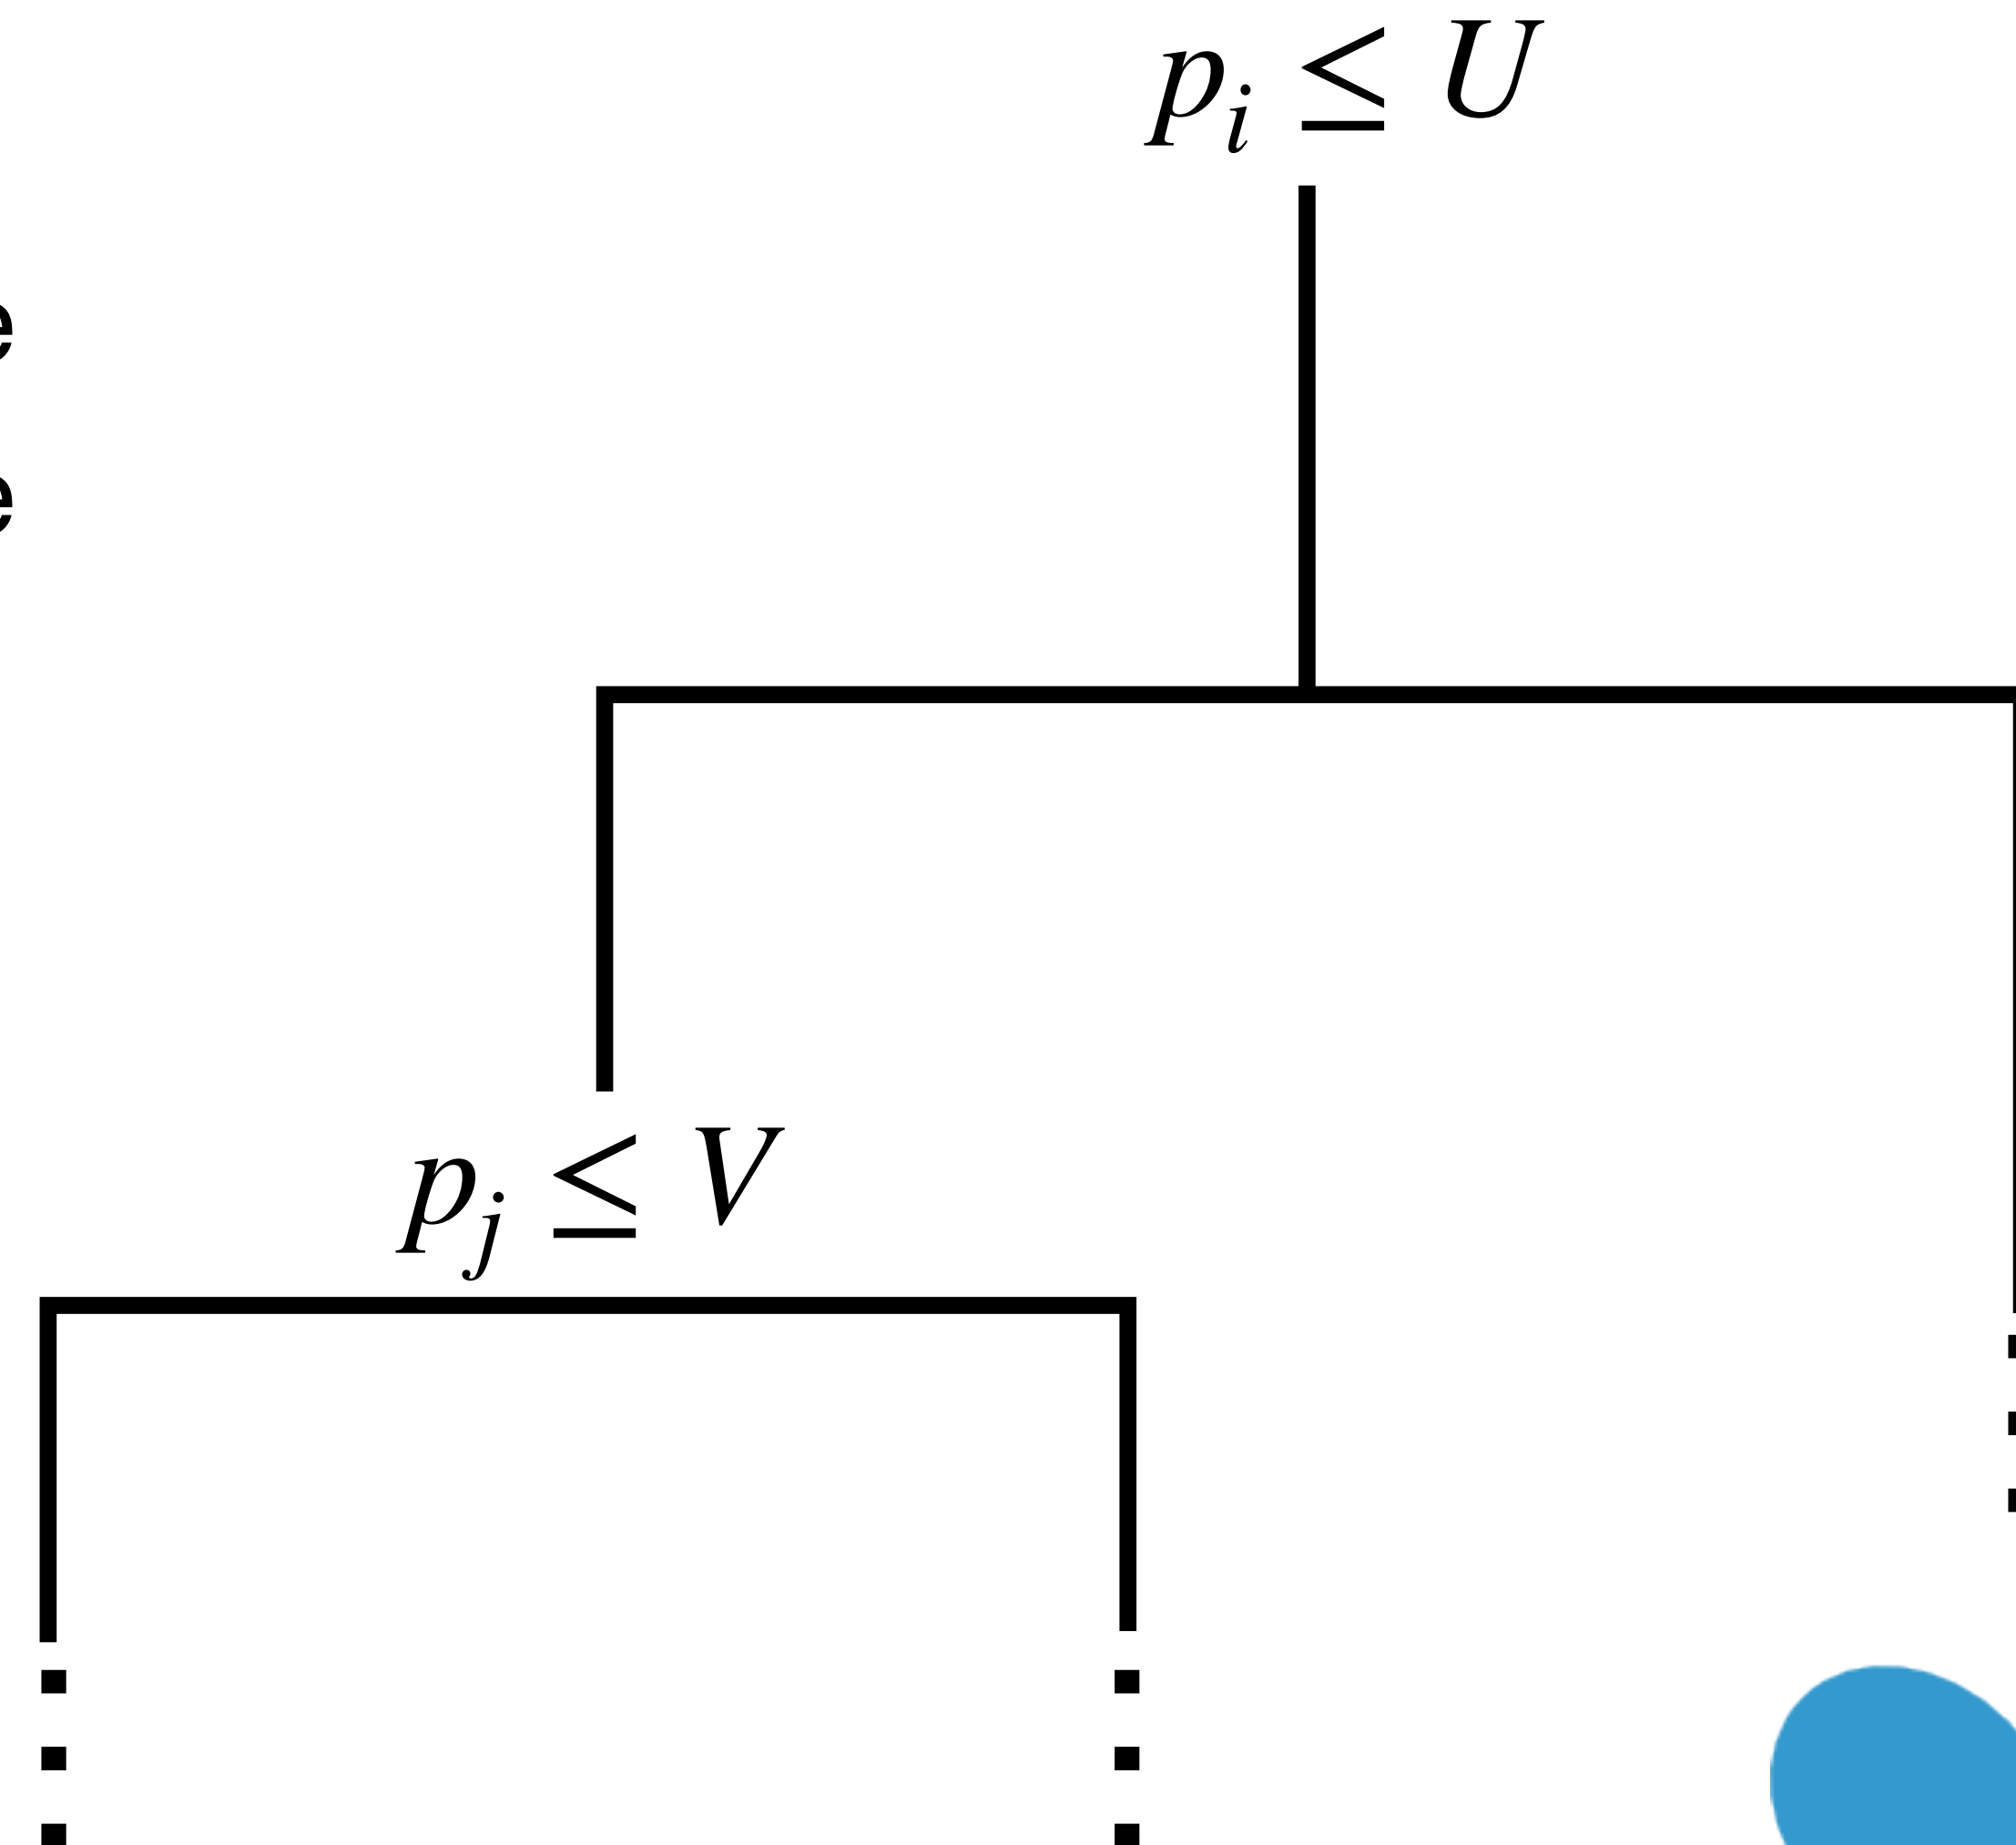 p_i ≤ U
e
e
p_j ≤ V